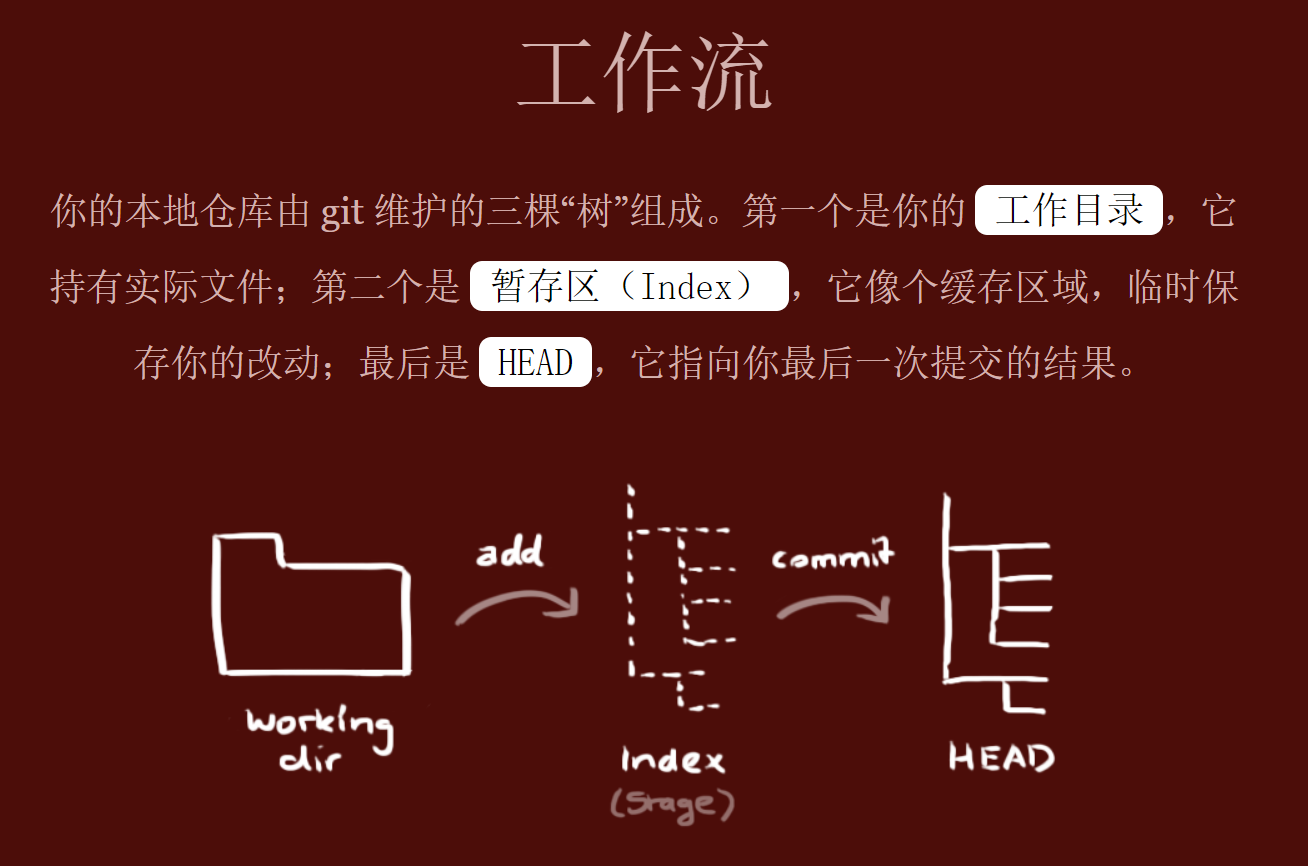 工作流
你的本地仓库由 git 维护的三棵“树”组成。第一个是你的 工作目录，它
持有实际文件；第二个是 暂存区（Index），它像个缓存区域，临时保
存你的改动；最后是 HEAD，它指向你最后一次提交的结果。
add
commit
working
dir
Index
(Stage)
HEAD